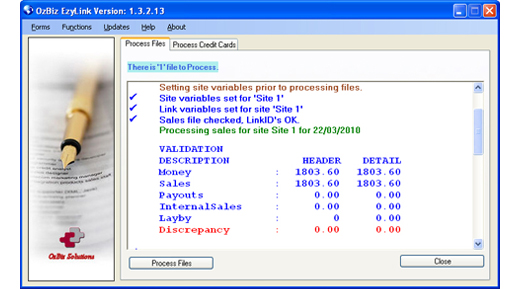 OzBiz EzyLink Version: 1.3.2.13
Forms Functions Updates Help About
Process Files Process Credit Cards
There is '1' file to Process.
Setting site variables prior to processing files.
Site variables set for 'Site 1'
Link variables set for site 'Site 1'
Sales file checked, LinkID's OK.
Processing sales for site Site 1 for 22/03/2010
VALIDATION
DESCRIPTION HEADER DETAIL
Money : 1803.60 1803.60
Sales : 1803.60 1803.60
Payouts : 0.00 0.00
InternalSales : 0.00 0.00
Layby : 0 0.00
Discrepancy : 0.00 0.00
OzBiz Solutions
Process Files Close